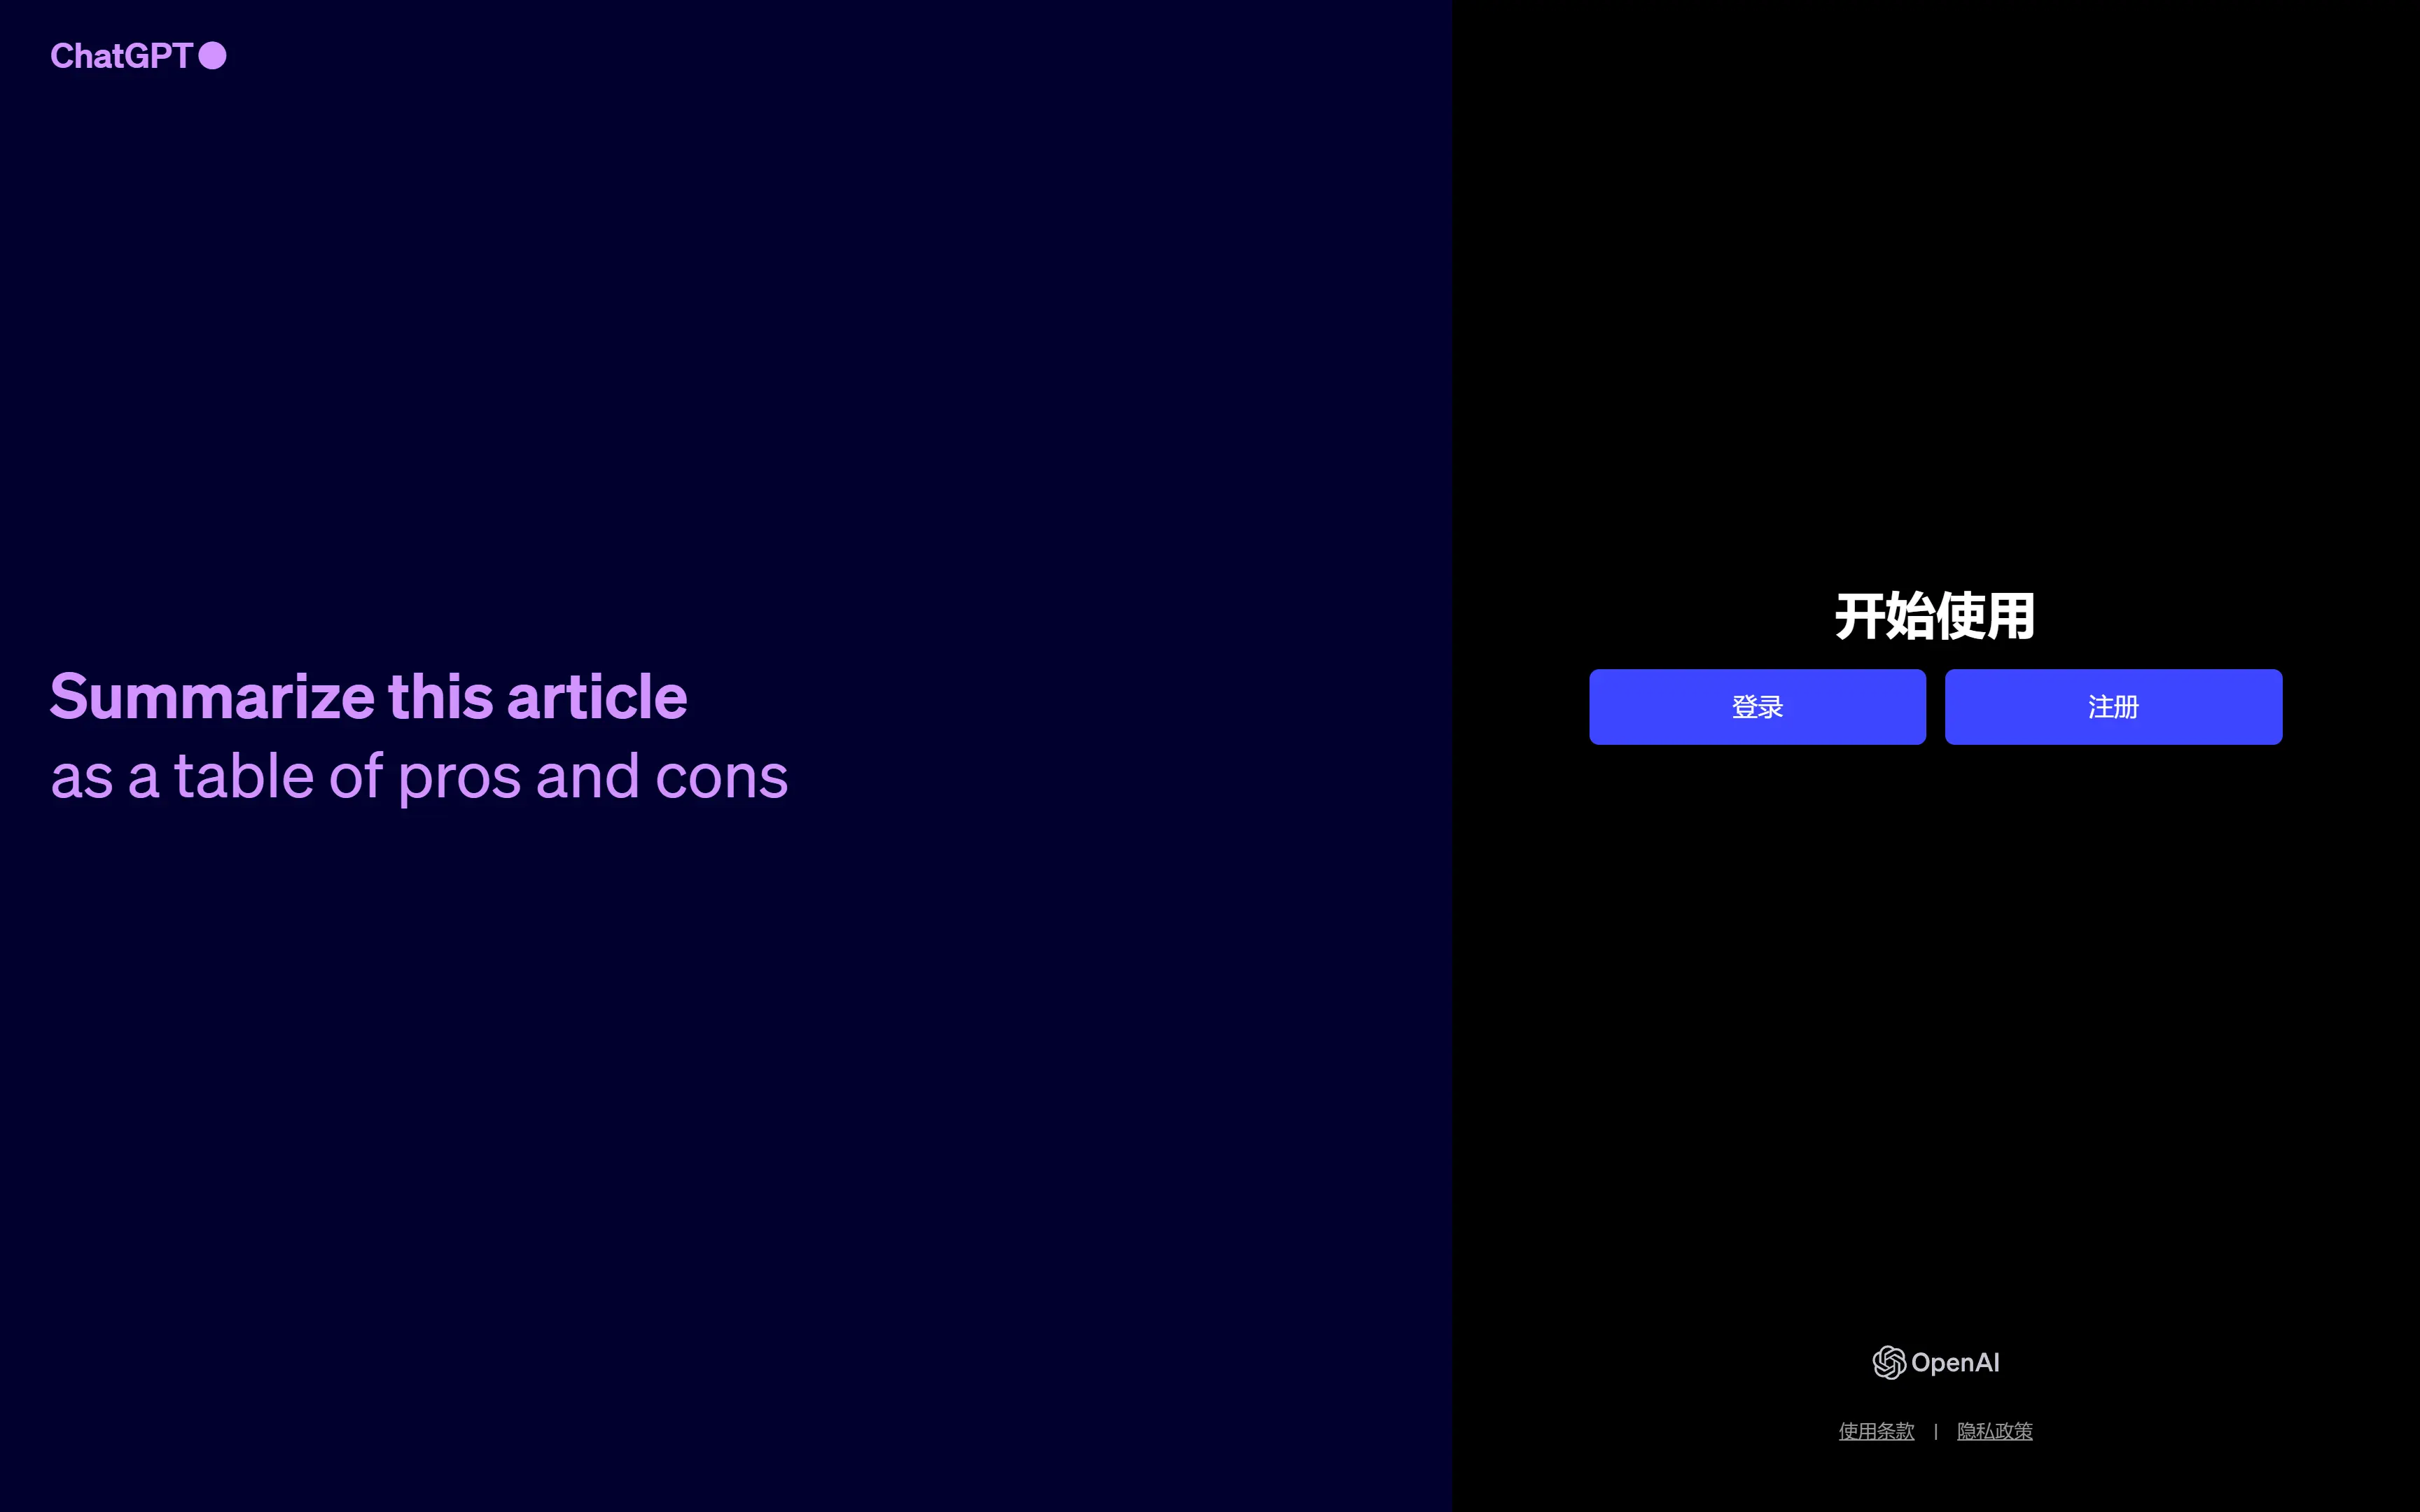 ChatGPT
Summarize this article
as a table of pros and cons
开始使用
登录
注册
OpenAI
使用条款 | 隐私政策